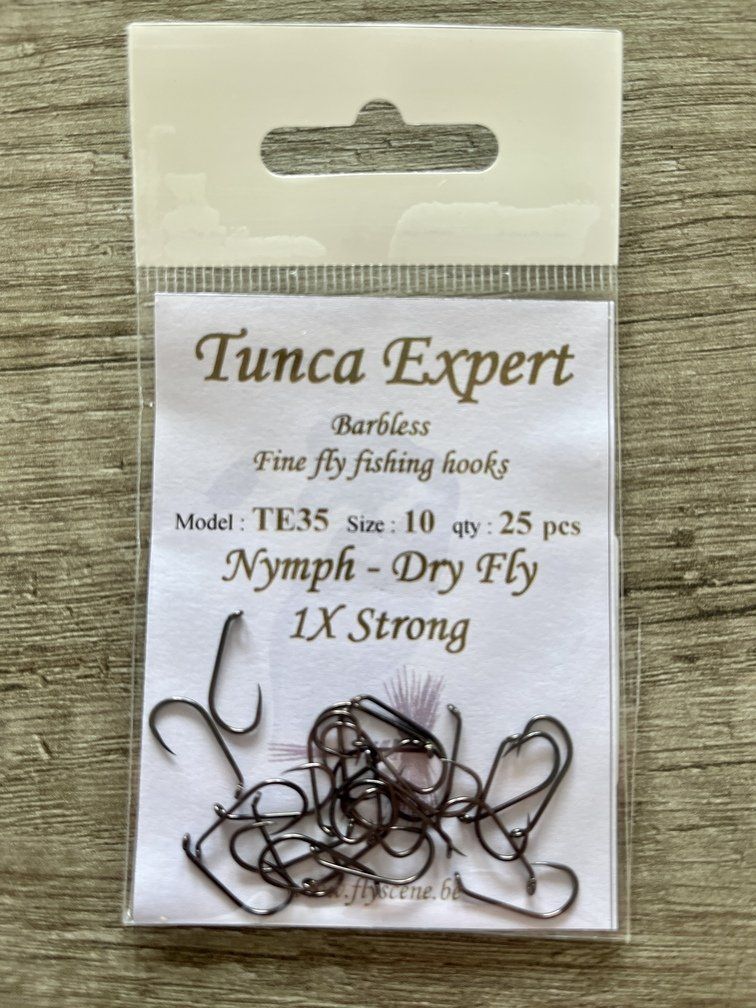 Tunca Expert
Barbless
Fine fly fishing hooks
Model : TE35 Size : 10 qty : 25 pcs
Nymph - Dry Fly
1X Strong
.flyscene.be